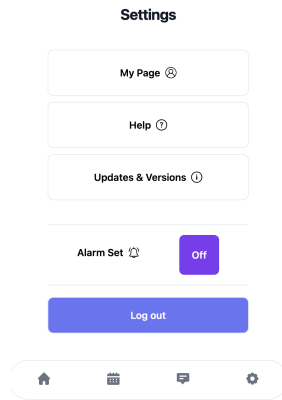 Settings
My Page
Help
Updates & Versions
Alarm Set
Off
Log out